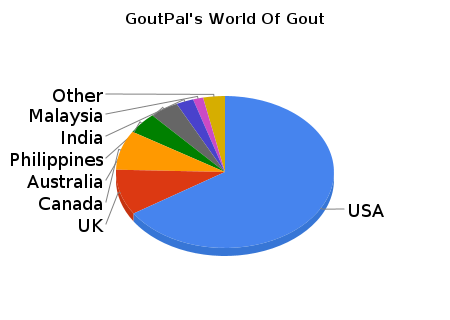 GoutPal's World Of Gout
Other
Malaysia
India
Philippines
Australia
Canada
UK
USA